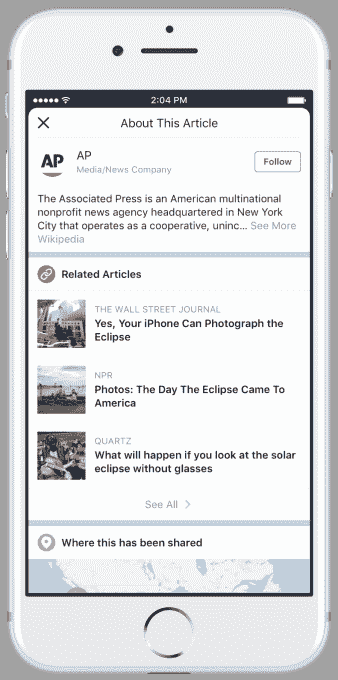 2:04 PM
About This Article
AP
AP
Media/News Company
Follow
The Associated Press is an American multinational
nonprofit news agency headquartered in New York
City that operates as a cooperative, uninc... See More
Wikipedia
Related Articles
THE WALL STREET JOURNAL
Yes, Your iPhone Can Photograph the
Eclipse
NPR
Photos: The Day The Eclipse Came To
America
QUARTZ
What will happen if you look at the solar
eclipse without glasses
See All
Where this has been shared